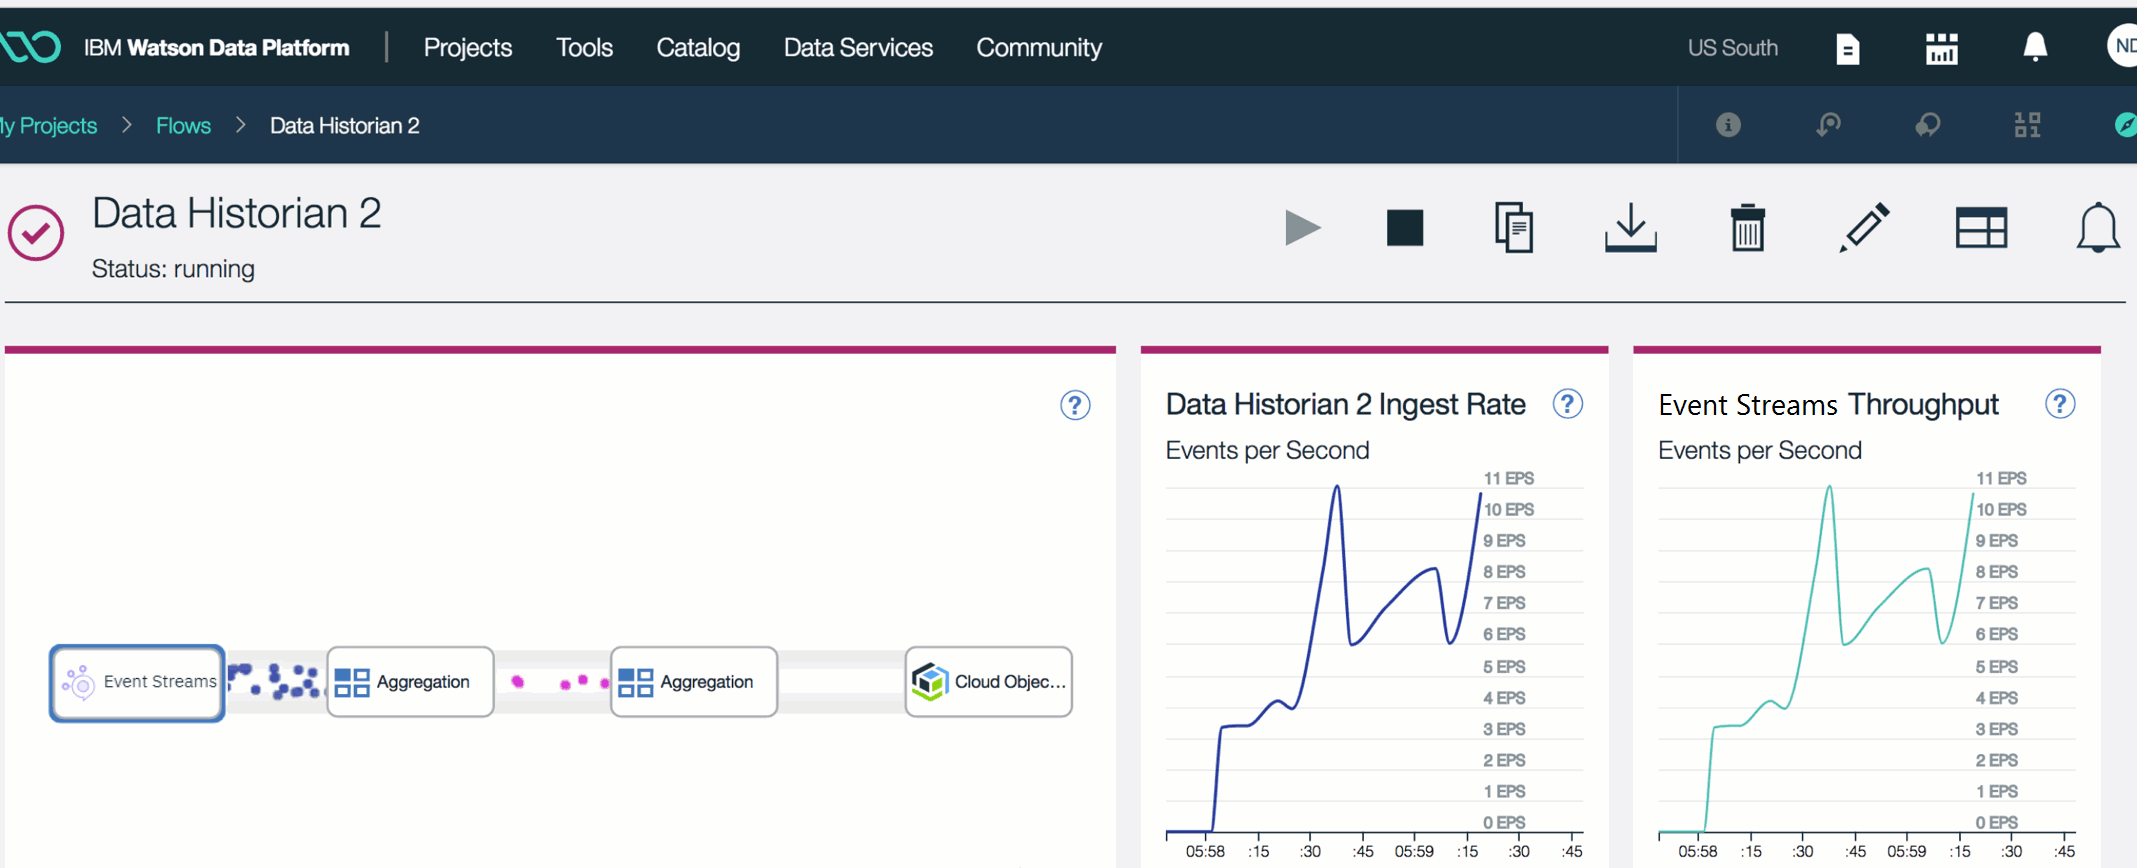 IBM Watson Data Platform Projects Tools Catalog Data Services Community US South ND
My Projects > Flows > Data Historian 2
Data Historian 2
Status: running
Data Historian 2 Ingest Rate ?
Events per Second
11 EPS
10 EPS
9 EPS
8 EPS
7 EPS
6 EPS
5 EPS
4 EPS
3 EPS
2 EPS
1 EPS
0 EPS
05:58 :15 :30 :45 05:59 :15 :30 :45
Event Streams Throughput ?
Events per Second
11 EPS
10 EPS
9 EPS
8 EPS
7 EPS
6 EPS
5 EPS
4 EPS
3 EPS
2 EPS
1 EPS
0 EPS
05:58 :15 :30 :45 05:59 :15 :30 :45
?
Event Streams
Aggregation
Aggregation
Cloud Objec...